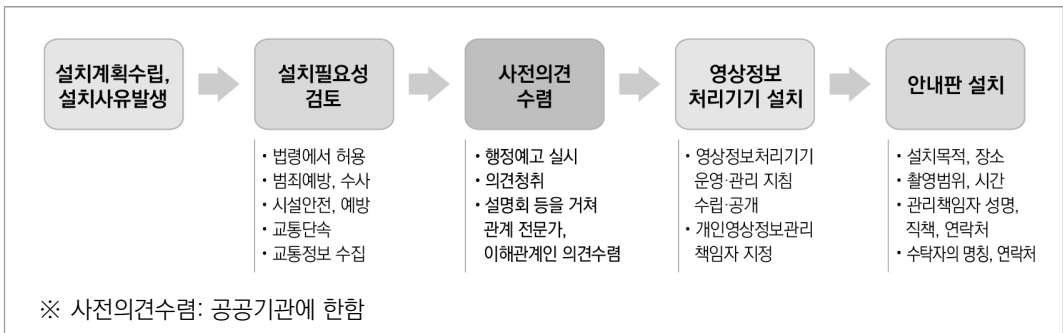 설치계획수립,
설치사유발생
설치필요성
검토
사전의견
수렴
영상정보
처리기기 설치
안내판 설치
· 법령에서 허용
· 범죄예방, 수사
· 시설안전, 예방
· 교통단속
· 교통정보 수집
· 행정예고 실시
· 의견청취
· 설명회 등을 거쳐
관계 전문가,
이해관계인 의견수렴
· 영상정보처리기기
운영·관리 지침
수립·공개
· 개인영상정보관리
책임자 지정
· 설치목적, 장소
· 촬영범위, 시간
· 관리책임자 성명,
직책, 연락처
· 수탁자의 명칭, 연락처
※ 사전의견수렴: 공공기관에 한함